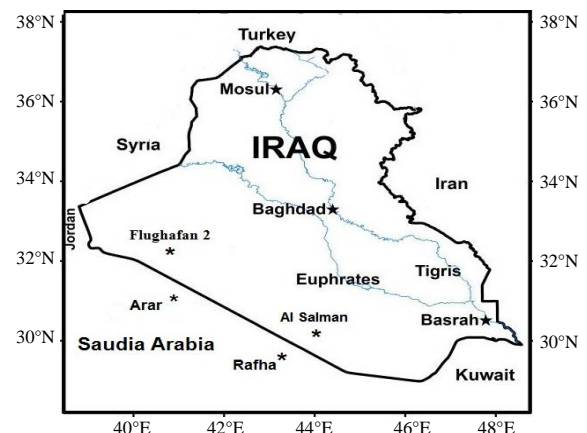 38°N
38°N
Turkey
Mosul
36°N
36°N
Syria
IRAQ
Iran
34°N
34°N
Baghdad
Jordan
Flughafan 2
32°N
32°N
Euphrates
Tigris
Arar
Al Salman
Basrah
30°N
30°N
Saudia Arabia
Rafha
Kuwait
40°E
42°E
44°E
46°E
48°E